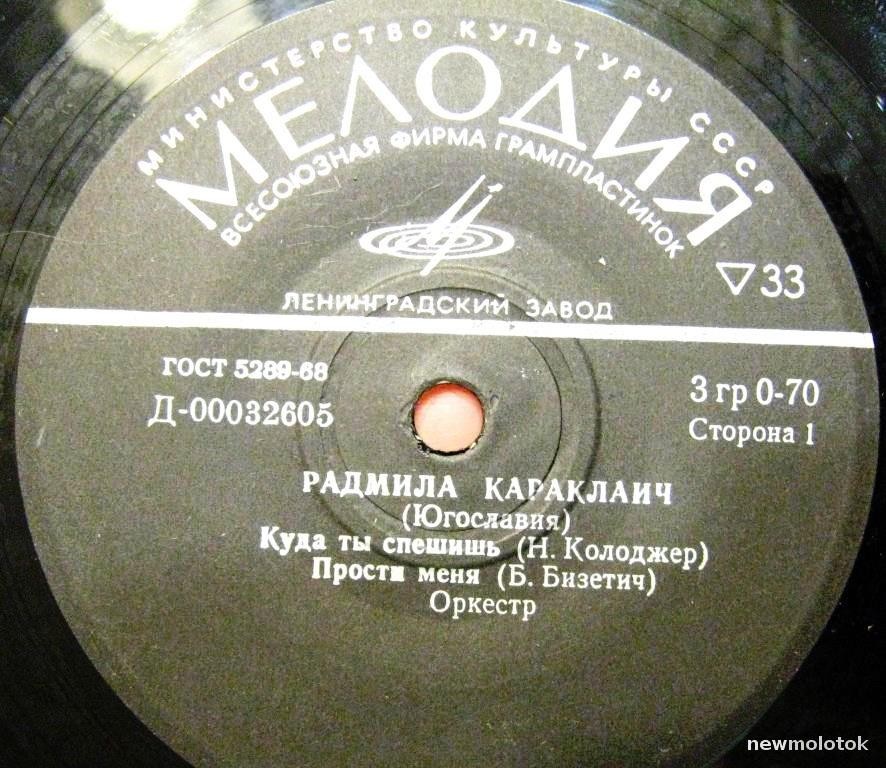 МИНИСТЕРСТВО КУЛЬТУРЫ СССР
МЕЛОДИЯ
ВСЕСОЮЗНАЯ ФИРМА ГРАМПЛАСТИНОК
33
ЛЕНИНГРАДСКИЙ ЗАВОД
ГОСТ 5289-68
3 гр 0-70
Д-00032605
Сторона 1
РАДМИЛА КАРАКЛАИЧ
(Югославия)
Куда ты спешишь (Н. Колоджер)
Прости меня (Б. Бизетич)
Оркестр
newmolotok